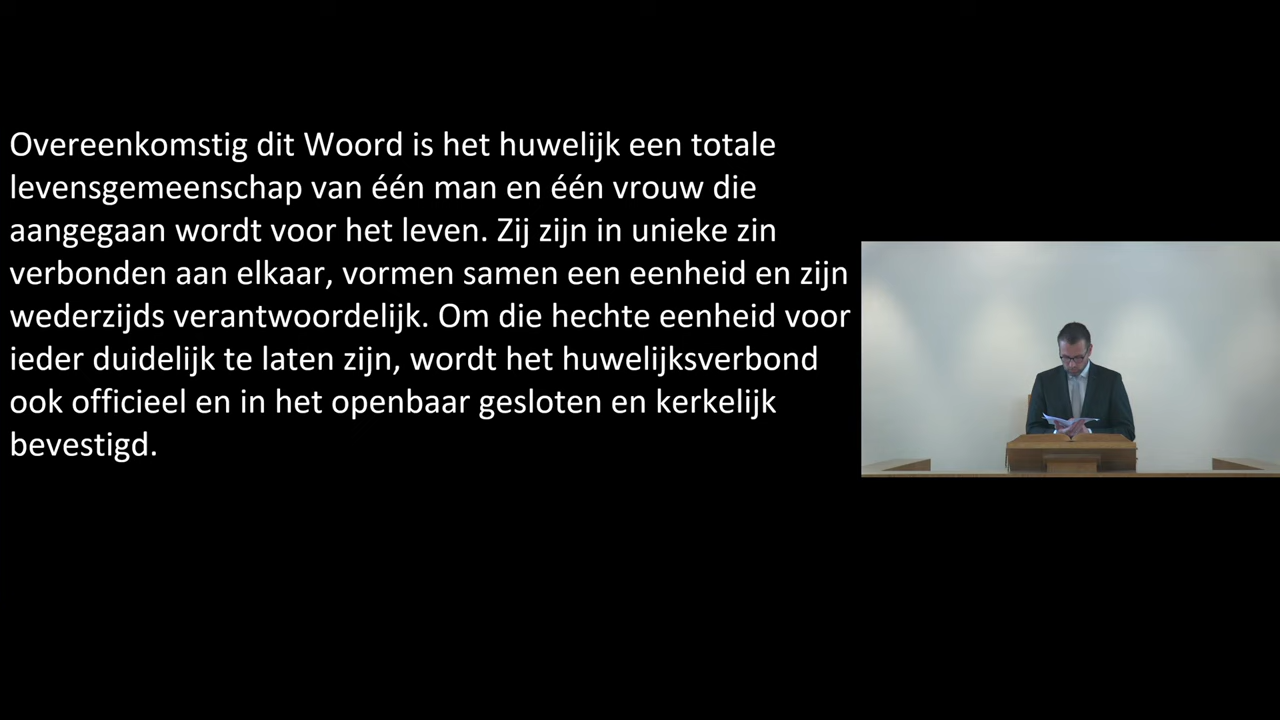 Overeenkomstig dit Woord is het huwelijk een totale
levensgemeenschap van één man en één vrouw die
aangegaan wordt voor het leven. Zij zijn in unieke zin
verbonden aan elkaar, vormen samen een eenheid en zijn
wederzijds verantwoordelijk. Om die hechte eenheid voor
ieder duidelijk te laten zijn, wordt het huwelijksverbond
ook officieel en in het openbaar gesloten en kerkelijk
bevestigd.